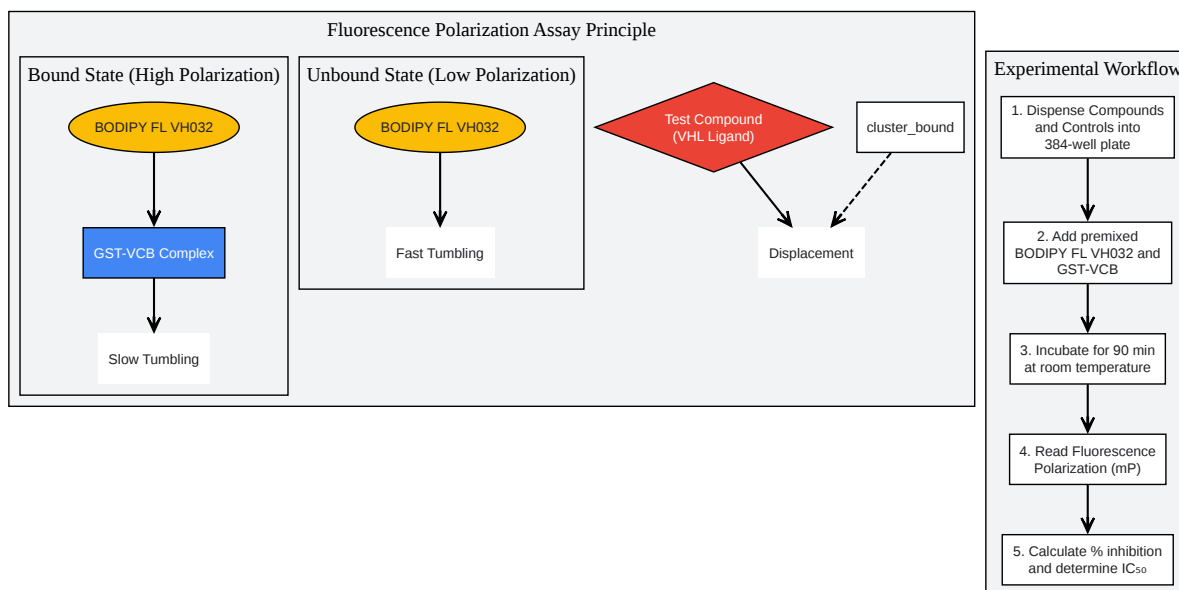 Fluorescence Polarization Assay Principle
Bound State (High Polarization)
BODIPY FL VH032
GST-VCB Complex
Slow Tumbling
Unbound State (Low Polarization)
BODIPY FL VH032
Fast Tumbling
Test Compound
(VHL Ligand)
cluster_bound
Displacement
Experimental Workflow
1. Dispense Compounds
and Controls into
384-well plate
2. Add premixed
BODIPY FL VH032 and
GST-VCB
3. Incubate for 90 min
at room temperature
4. Read Fluorescence
Polarization (mP)
5. Calculate % inhibition
and determine IC₅₀